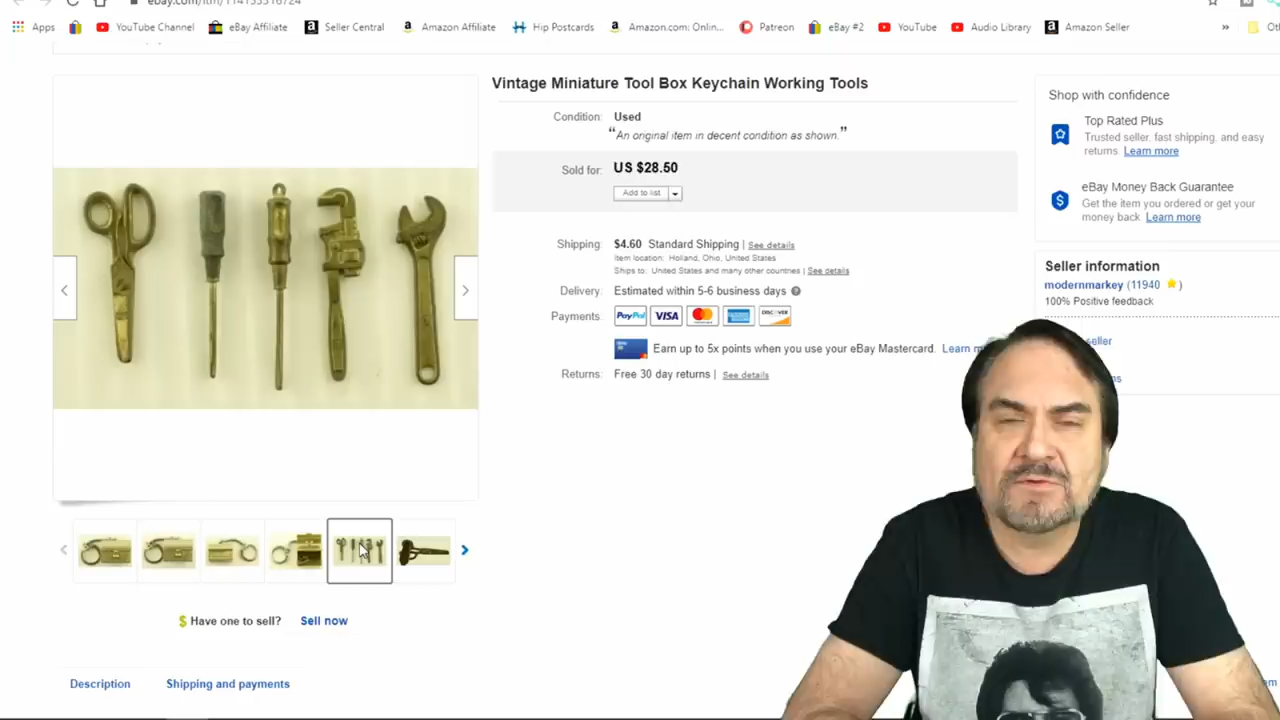 Apps
YouTube Channel
eBay Affiliate
Seller Central
Amazon Affiliate
Hip Postcards
Amazon.com: Onlin...
Patreon
eBay #2
YouTube
Audio Library
Amazon Seller
»
Vintage Miniature Tool Box Keychain Working Tools
Condition: Used
"An original item in decent condition as shown."
Sold for: US $28.50
Add to list
Shipping: $4.60 Standard Shipping | See details
Item location: Holland, Ohio, United States
Ships to: United States and many other countries | See details
Delivery: Estimated within 5-6 business days
Payments: PayPal VISA DISCOVER
Earn up to 5x points when you use your eBay Mastercard. Learn
Returns: Free 30 day returns | See details
Shop with confidence
Top Rated Plus
Trusted seller, fast shipping, and easy
returns. Learn more
eBay Money Back Guarantee
Get the item you ordered or get your
money back. Learn more
Seller information
modernmarkey (11940 )
100% Positive feedback
seller
$ Have one to sell? Sell now
Description
Shipping and payments